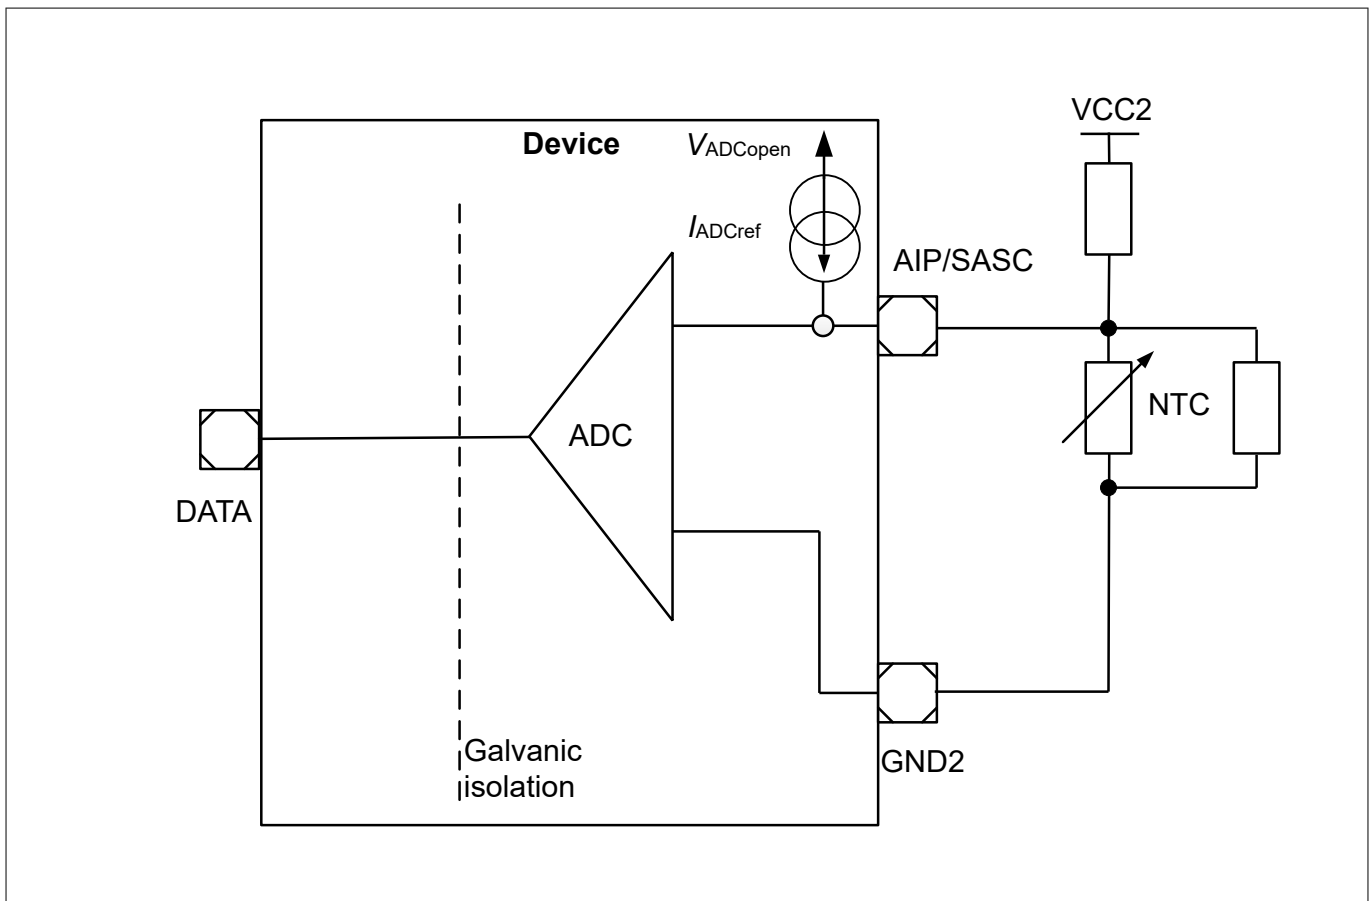 VCC2
Device
VADCopen
IADCref
AIP/SASC
NTC
ADC
DATA
Galvanic
isolation
GND2